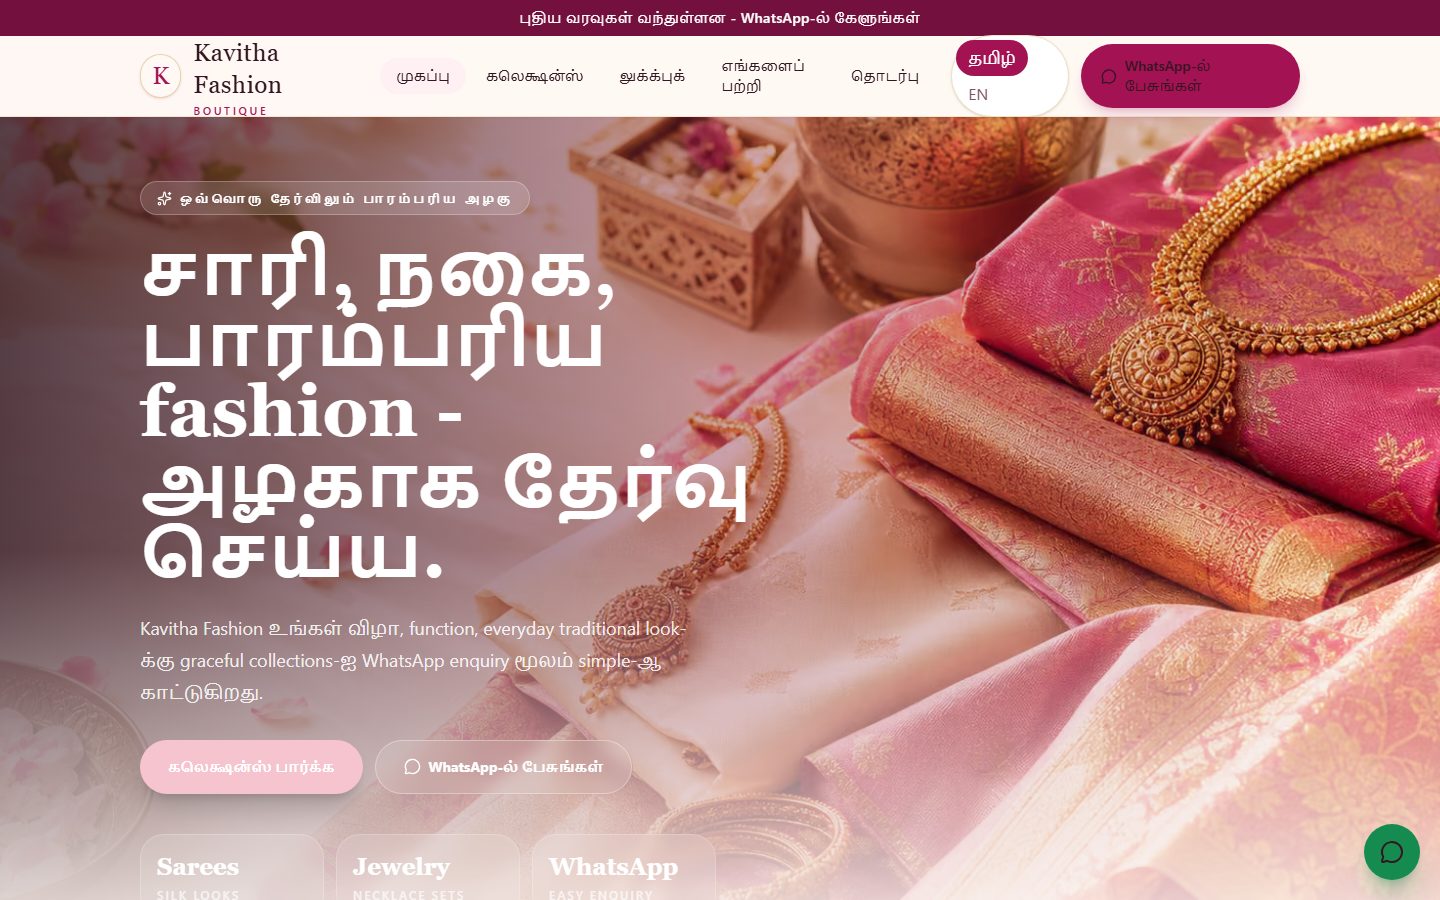 புதிய வரவுகள் வந்துள்ளன - WhatsApp-ல் கேளுங்கள்
K
Kavitha
Fashion
BOUTIQUE
முகப்பு
கலெக்ஷன்ஸ்
லுக்க்புக்
எங்களைப்
பற்றி
தொடர்பு
தமிழ்
EN
WhatsApp-ல்
பேசுங்கள்
ஒவ்வொரு தேர்விலும் பாரம்பரிய அழகு
சாரி, நகை,
பாரம்பரிய
fashion -
அழகாக தேர்வு
செய்ய.
Kavitha Fashion உங்கள் விழா, function, everyday traditional look-
க்கு graceful collections-ஐ WhatsApp enquiry மூலம் simple-ஆ
காட்டுகிறது.
கலெக்ஷன்ஸ் பார்க்க
WhatsApp-ல் பேசுங்கள்
Sarees
SILK LOOKS
Jewelry
NECKLACE SETS
WhatsApp
EASY ENQUIRY